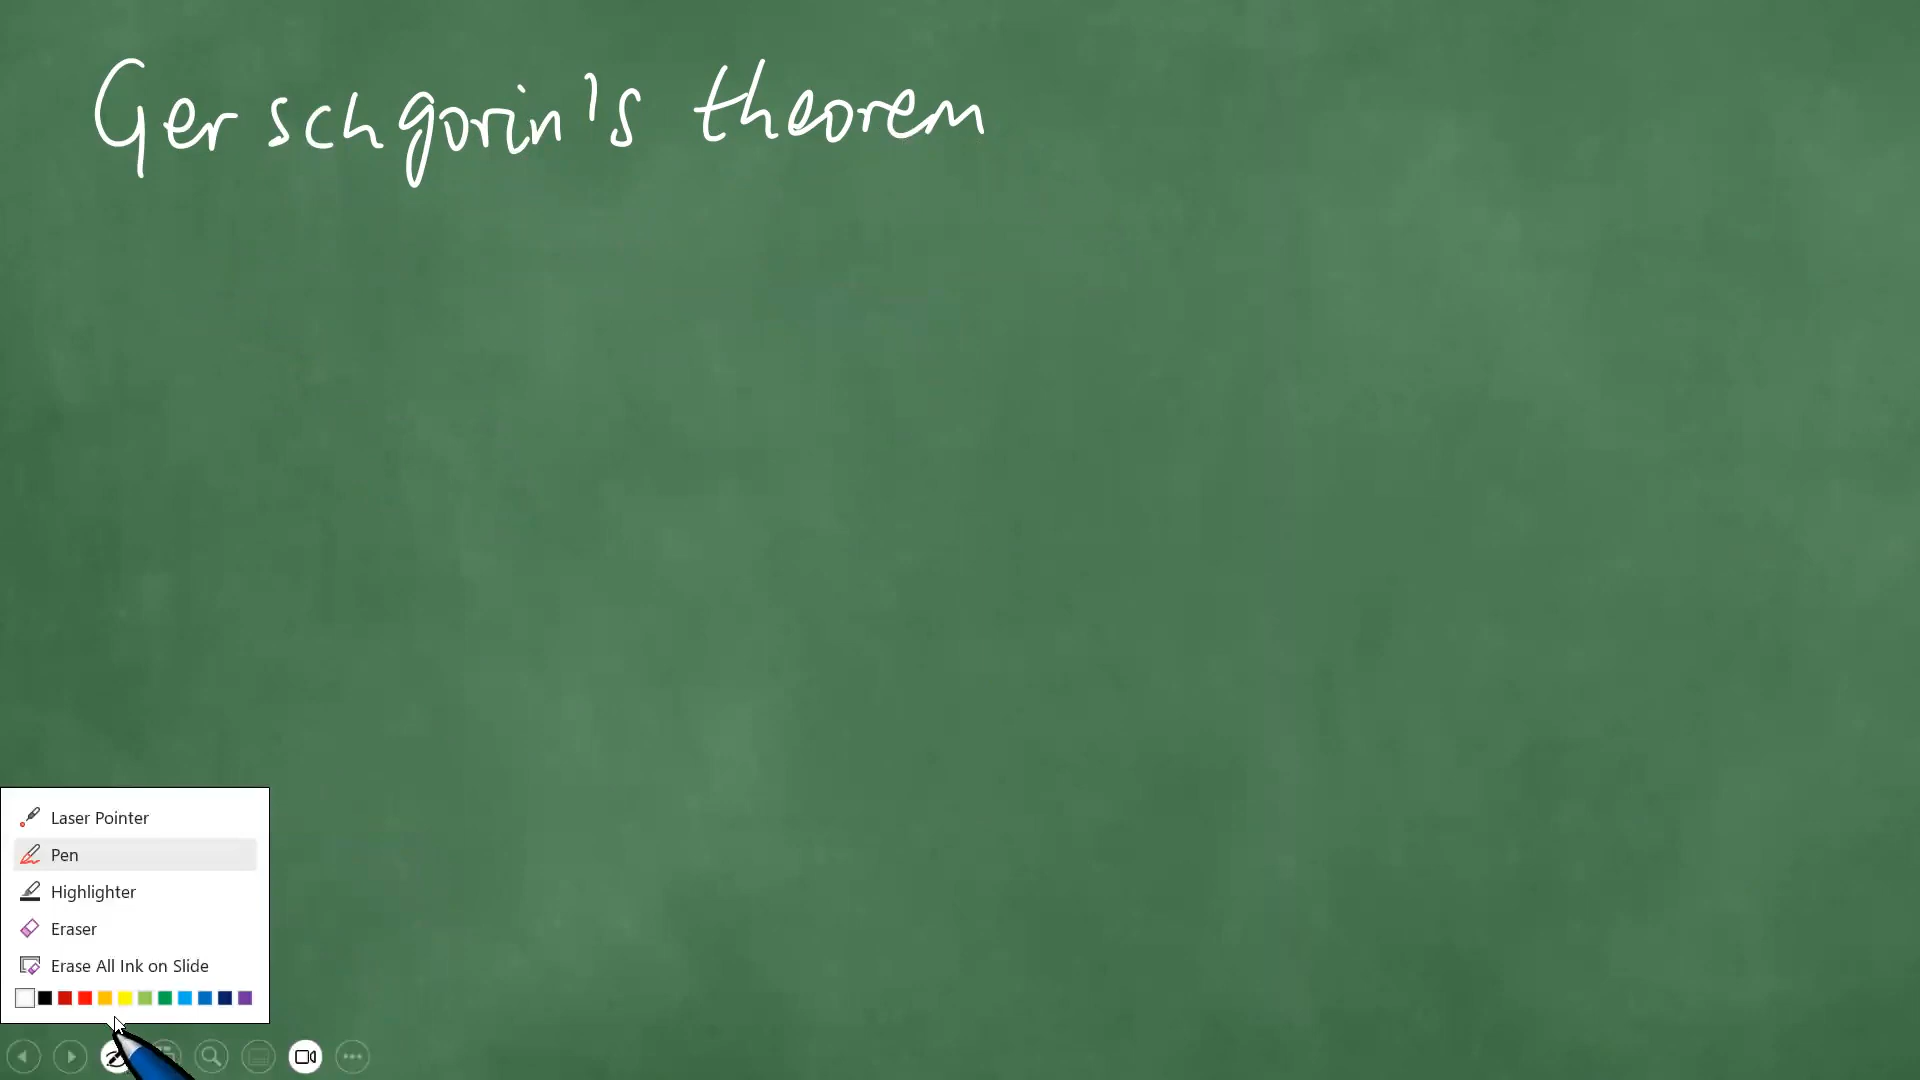 Gerschgorin's theorem
Laser Pointer
Pen
Highlighter
Eraser
Erase All Ink on Slide